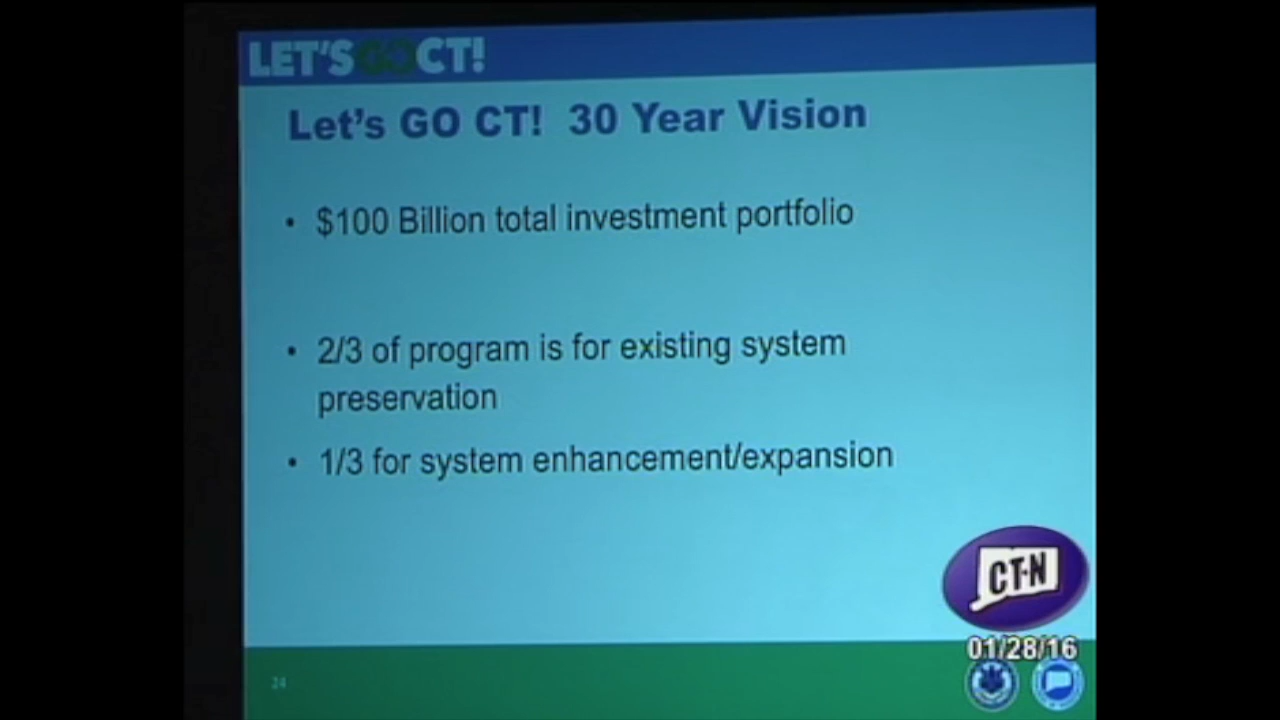 LET'S GO CT!
Let's GO CT! 30 Year Vision
• $100 Billion total investment portfolio
• 2/3 of program is for existing system
preservation
• 1/3 for system enhancement/expansion
CT-N
01/28/16
24